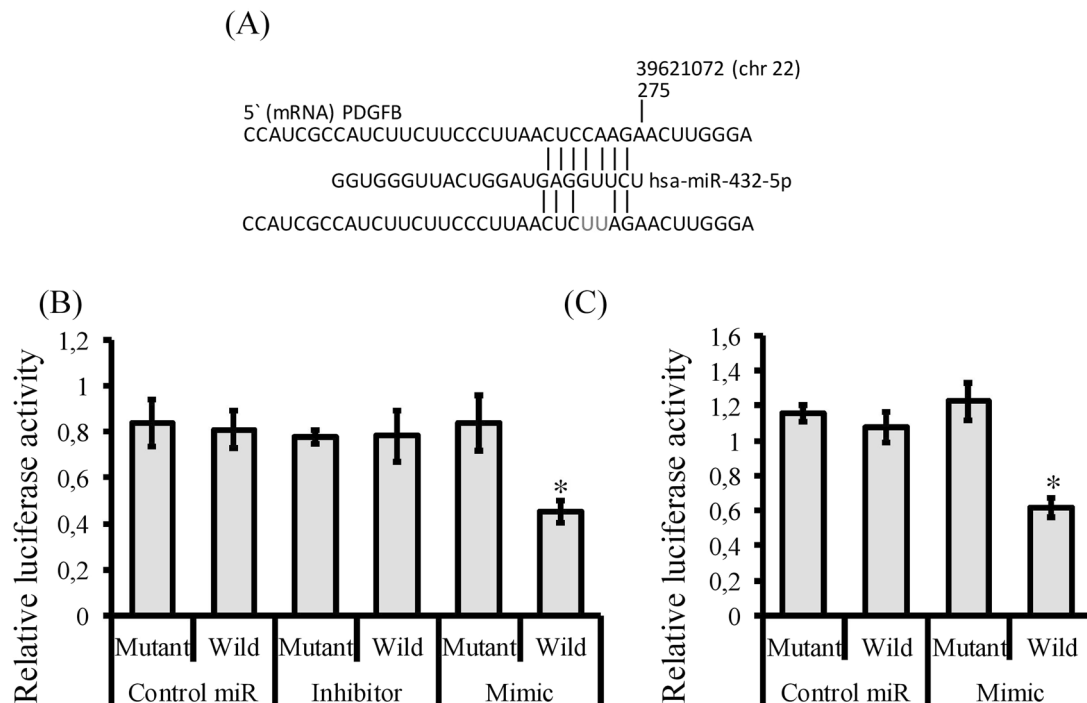 (A)
39621072 (chr 22)
275
5` (mRNA) PDGFB
CCAUCGCCAUCUUCUUCCCUUAACUCCAAGAACUUGGGA
GGUGGGUUACUGGAUGAGGUUCU hsa-miR-432-5p
CCAUCGCCAUCUUCUUCCCUUAACUCUUAGAACUUGGGA
(B)
Relative luciferase activity
1,2
1
0,8
0,6
0,4
0,2
0
*
Mutant Wild Mutant Wild Mutant Wild
Control miR Inhibitor Mimic
(C)
Relative luciferase activity
1,6
1,4
1,2
1
0,8
0,6
0,4
0,2
0
*
Mutant Wild Mutant Wild
Control miR Mimic